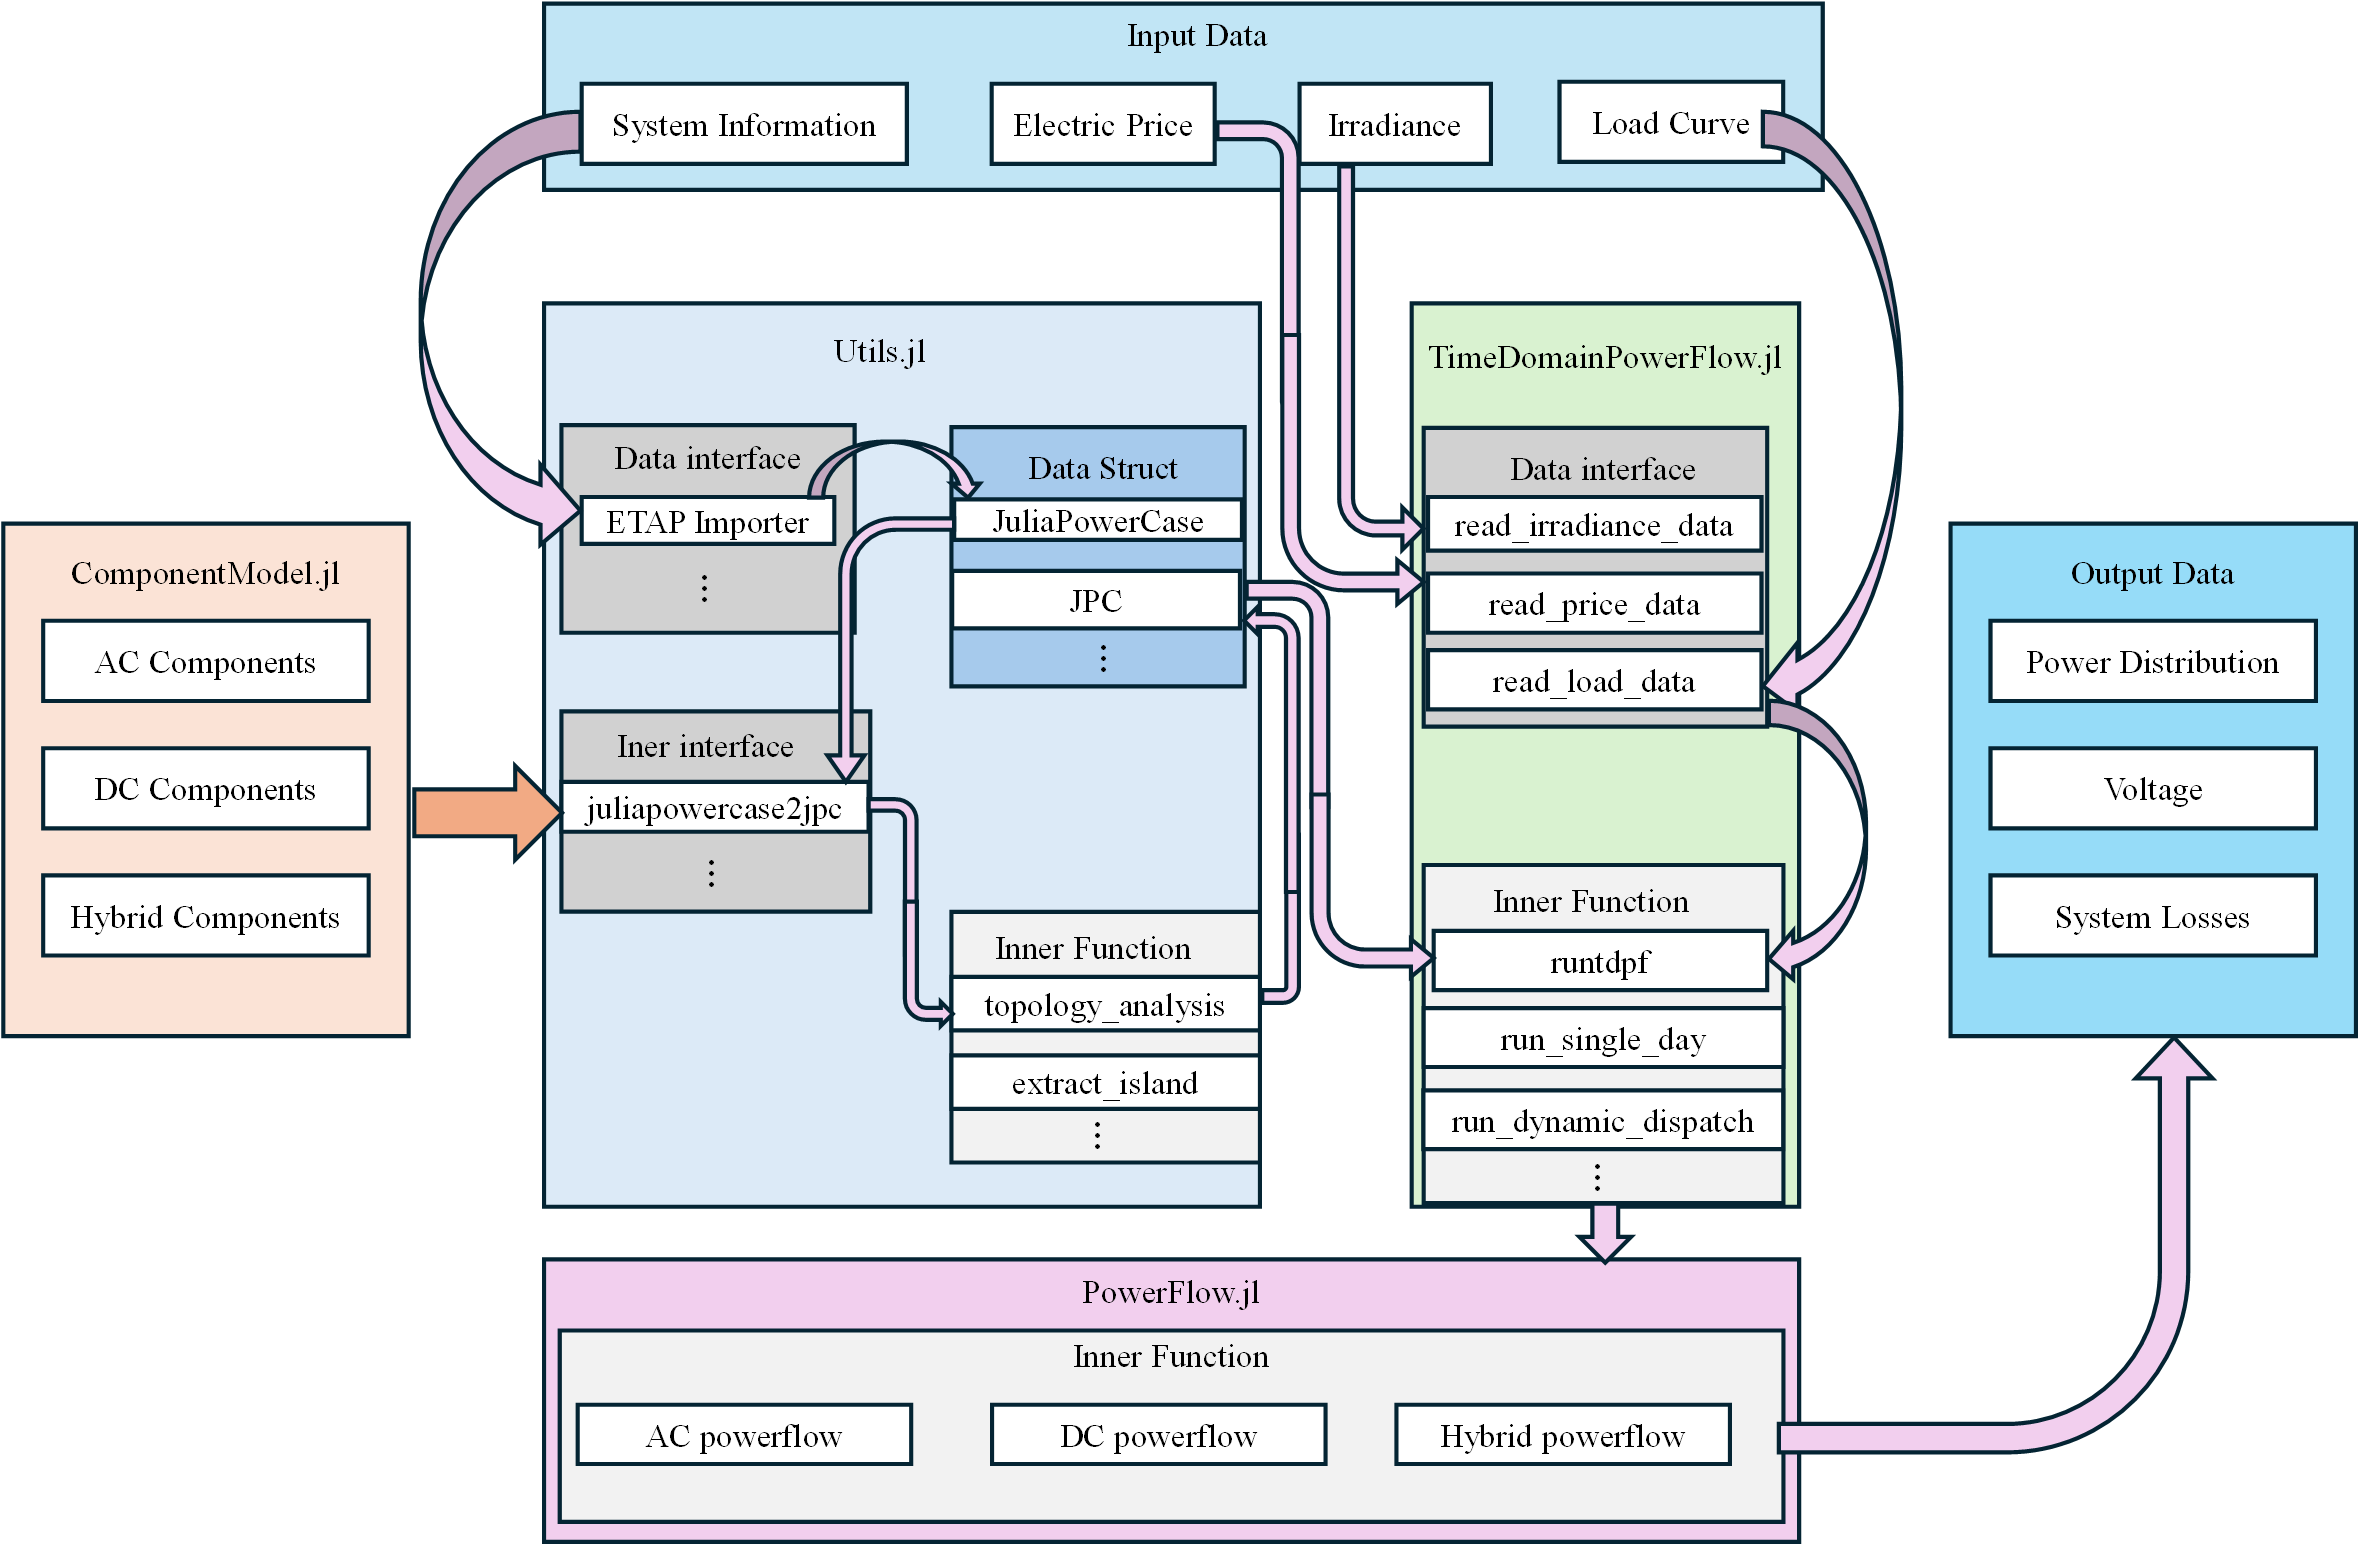 Input Data
System Information
Electric Price
Irradiance
Load Curve
Utils.jl
Data interface
ETAP Importer
⋮
Data Struct
JuliaPowerCase
JPC
⋮
Iner interface
juliapowercase2jpc
⋮
Inner Function
topology_analysis
extract_island
⋮
TimeDomainPowerFlow.jl
Data interface
read_irradiance_data
read_price_data
read_load_data
Inner Function
runtdpf
run_single_day
run_dynamic_dispatch
⋮
ComponentModel.jl
AC Components
DC Components
Hybrid Components
Output Data
Power Distribution
Voltage
System Losses
PowerFlow.jl
Inner Function
AC powerflow
DC powerflow
Hybrid powerflow